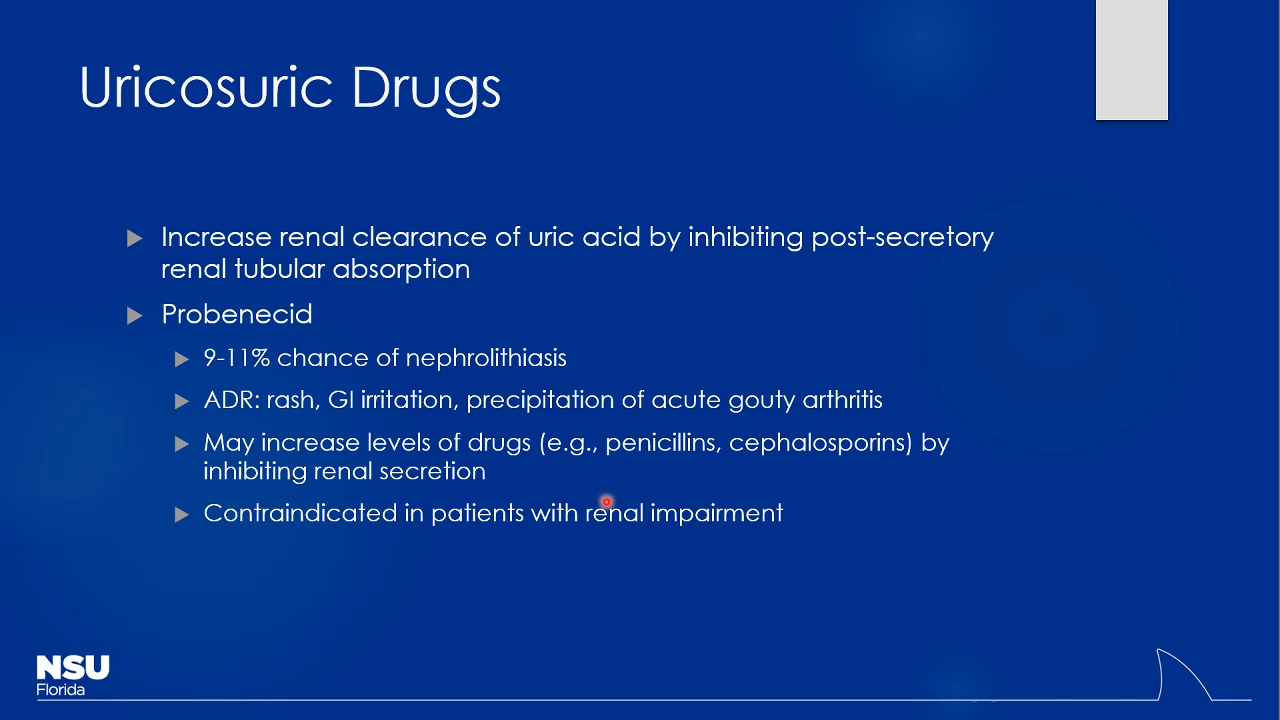 Uricosuric Drugs
Increase renal clearance of uric acid by inhibiting post-secretory
renal tubular absorption
Probenecid
9-11% chance of nephrolithiasis
ADR: rash, GI irritation, precipitation of acute gouty arthritis
May increase levels of drugs (e.g., penicillins, cephalosporins) by
inhibiting renal secretion
Contraindicated in patients with renal impairment
NSU
Florida